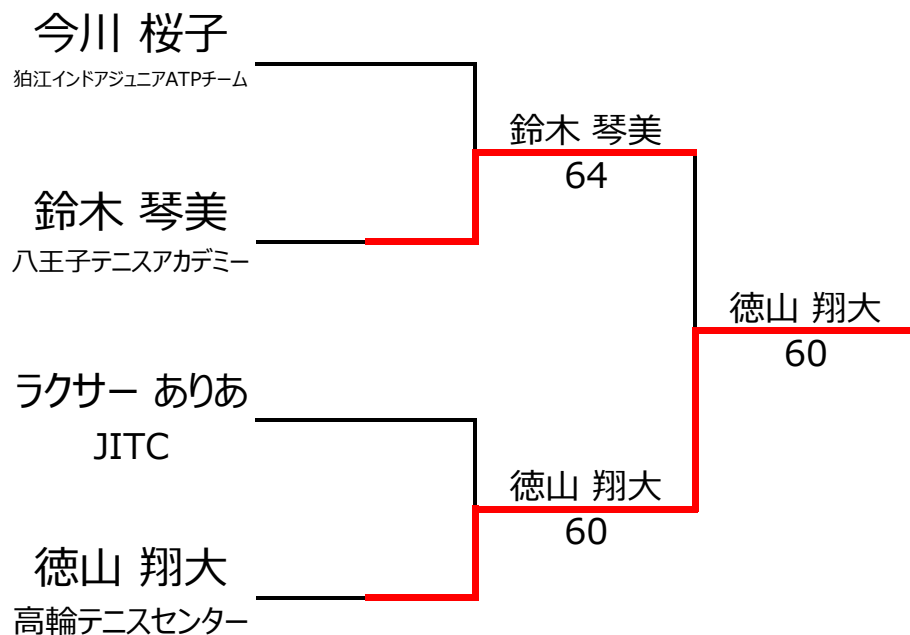 今川 桜子
狛江インドアジュニアATPチーム
鈴木 琴美
64
鈴木 琴美
八王子テニスアカデミー
徳山 翔大
60
ラクサー ありあ
JITC
徳山 翔大
60
徳山 翔大
高輪テニスセンター